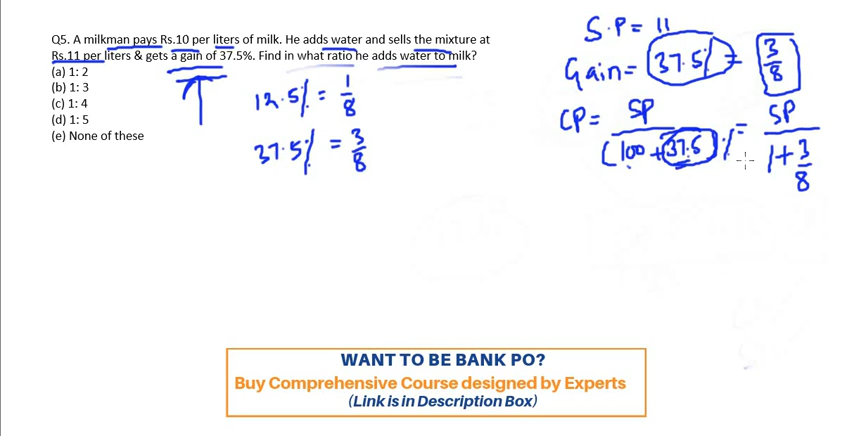 Q5. A milkman pays Rs.10 per liters of milk. He adds water and sells the mixture at
Rs.11 per liters & gets a gain of 37.5%. Find in what ratio he adds water to milk?
(a) 1: 2
(b) 1: 3
(c) 1: 4
(d) 1: 5
(e) None of these
12.5% = 1/8
37.5% = 3/8
S.P = 11
Gain = 37.5% = 3/8
CP = SP/(100 + 37.5)% = SP/1 + 3/8
WANT TO BE BANK PO?
Buy Comprehensive Course designed by Experts
(Link is in Description Box)